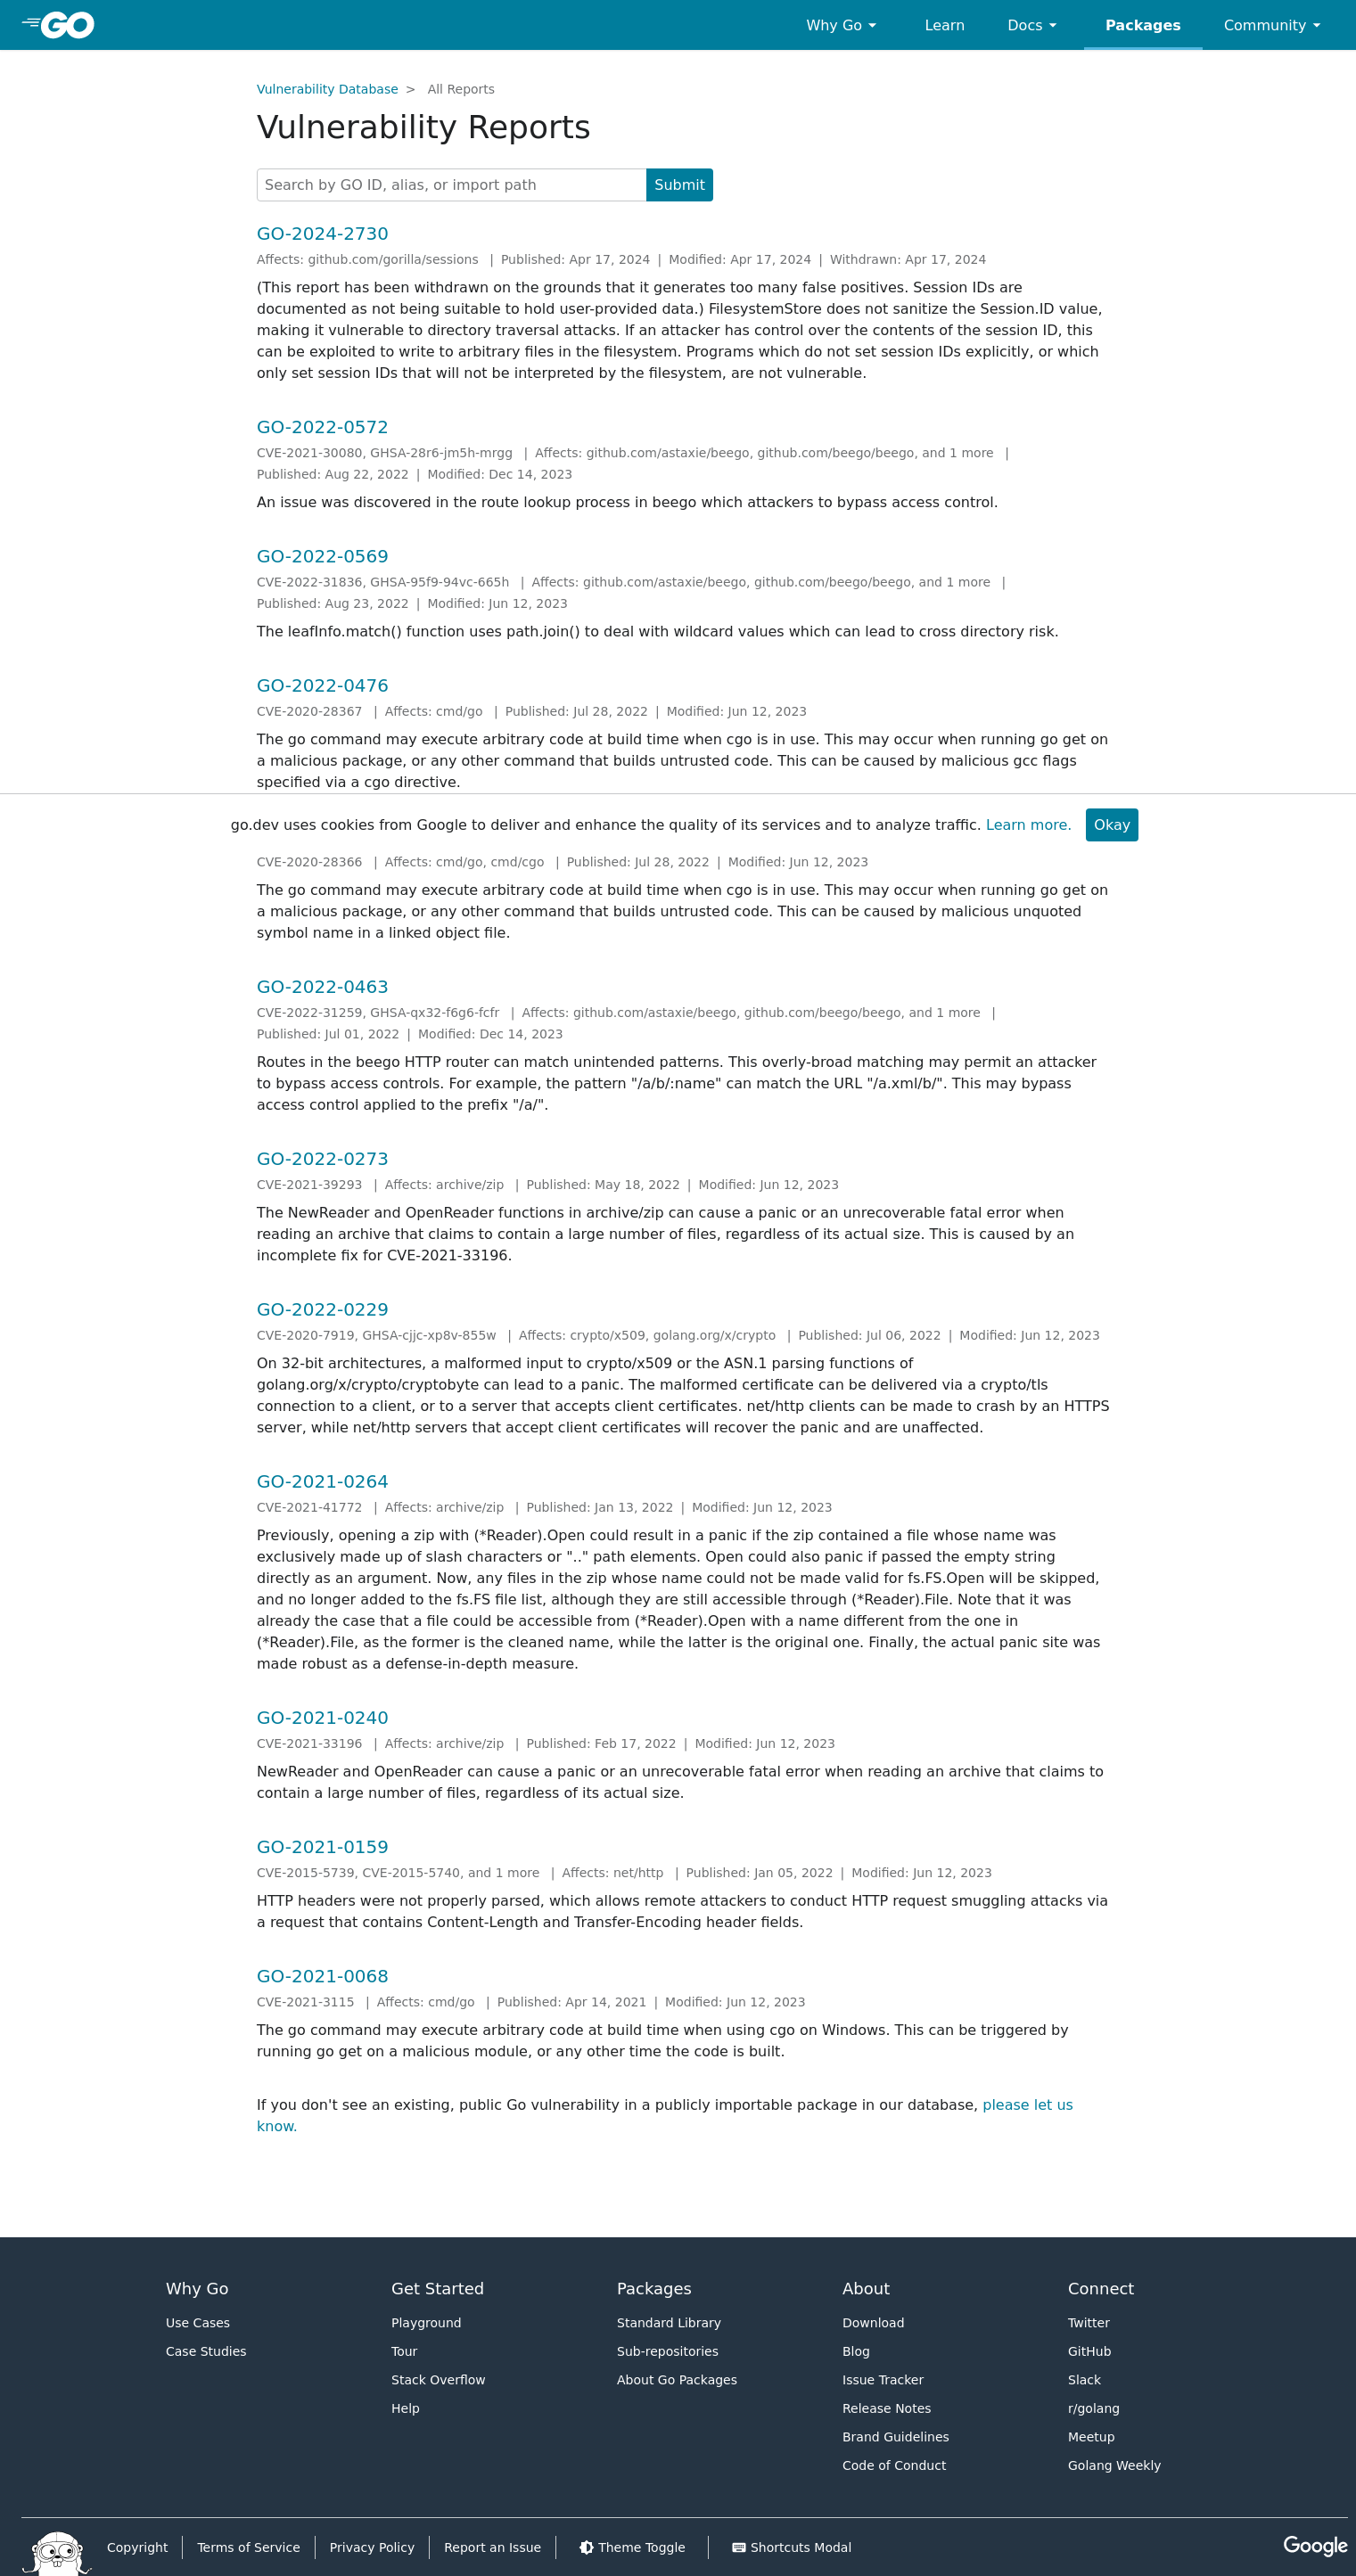 GO
Why Go
Learn
Docs
Packages
Community
Vulnerability Database > All Reports
Vulnerability Reports
Search by GO ID, alias, or import path
Submit
GO-2024-2730
Affects: github.com/gorilla/sessions | Published: Apr 17, 2024 | Modified: Apr 17, 2024 | Withdrawn: Apr 17, 2024
(This report has been withdrawn on the grounds that it generates too many false positives. Session IDs are
documented as not being suitable to hold user-provided data.) FilesystemStore does not sanitize the Session.ID value,
making it vulnerable to directory traversal attacks. If an attacker has control over the contents of the session ID, this
can be exploited to write to arbitrary files in the filesystem. Programs which do not set session IDs explicitly, or which
only set session IDs that will not be interpreted by the filesystem, are not vulnerable.
GO-2022-0572
CVE-2021-30080, GHSA-28r6-jm5h-mrgg | Affects: github.com/astaxie/beego, github.com/beego/beego, and 1 more |
Published: Aug 22, 2022 | Modified: Dec 14, 2023
An issue was discovered in the route lookup process in beego which attackers to bypass access control.
GO-2022-0569
CVE-2022-31836, GHSA-95f9-94vc-665h | Affects: github.com/astaxie/beego, github.com/beego/beego, and 1 more |
Published: Aug 23, 2022 | Modified: Jun 12, 2023
The leafInfo.match() function uses path.join() to deal with wildcard values which can lead to cross directory risk.
GO-2022-0476
CVE-2020-28367 | Affects: cmd/go | Published: Jul 28, 2022 | Modified: Jun 12, 2023
The go command may execute arbitrary code at build time when cgo is in use. This may occur when running go get on
a malicious package, or any other command that builds untrusted code. This can be caused by malicious gcc flags
specified via a cgo directive.
go.dev uses cookies from Google to deliver and enhance the quality of its services and to analyze traffic. Learn more.
Okay
CVE-2020-28366 | Affects: cmd/go, cmd/cgo | Published: Jul 28, 2022 | Modified: Jun 12, 2023
The go command may execute arbitrary code at build time when cgo is in use. This may occur when running go get on
a malicious package, or any other command that builds untrusted code. This can be caused by malicious unquoted
symbol name in a linked object file.
GO-2022-0463
CVE-2022-31259, GHSA-qx32-f6g6-fcfr | Affects: github.com/astaxie/beego, github.com/beego/beego, and 1 more |
Published: Jul 01, 2022 | Modified: Dec 14, 2023
Routes in the beego HTTP router can match unintended patterns. This overly-broad matching may permit an attacker
to bypass access controls. For example, the pattern "/a/b/:name" can match the URL "/a.xml/b/". This may bypass
access control applied to the prefix "/a/".
GO-2022-0273
CVE-2021-39293 | Affects: archive/zip | Published: May 18, 2022 | Modified: Jun 12, 2023
The NewReader and OpenReader functions in archive/zip can cause a panic or an unrecoverable fatal error when
reading an archive that claims to contain a large number of files, regardless of its actual size. This is caused by an
incomplete fix for CVE-2021-33196.
GO-2022-0229
CVE-2020-7919, GHSA-cjjc-xp8v-855w | Affects: crypto/x509, golang.org/x/crypto | Published: Jul 06, 2022 | Modified: Jun 12, 2023
On 32-bit architectures, a malformed input to crypto/x509 or the ASN.1 parsing functions of
golang.org/x/crypto/cryptobyte can lead to a panic. The malformed certificate can be delivered via a crypto/tls
connection to a client, or to a server that accepts client certificates. net/http clients can be made to crash by an HTTPS
server, while net/http servers that accept client certificates will recover the panic and are unaffected.
GO-2021-0264
CVE-2021-41772 | Affects: archive/zip | Published: Jan 13, 2022 | Modified: Jun 12, 2023
Previously, opening a zip with (*Reader).Open could result in a panic if the zip contained a file whose name was
exclusively made up of slash characters or ".." path elements. Open could also panic if passed the empty string
directly as an argument. Now, any files in the zip whose name could not be made valid for fs.FS.Open will be skipped,
and no longer added to the fs.FS file list, although they are still accessible through (*Reader).File. Note that it was
already the case that a file could be accessible from (*Reader).Open with a name different from the one in
(*Reader).File, as the former is the cleaned name, while the latter is the original one. Finally, the actual panic site was
made robust as a defense-in-depth measure.
GO-2021-0240
CVE-2021-33196 | Affects: archive/zip | Published: Feb 17, 2022 | Modified: Jun 12, 2023
NewReader and OpenReader can cause a panic or an unrecoverable fatal error when reading an archive that claims to
contain a large number of files, regardless of its actual size.
GO-2021-0159
CVE-2015-5739, CVE-2015-5740, and 1 more | Affects: net/http | Published: Jan 05, 2022 | Modified: Jun 12, 2023
HTTP headers were not properly parsed, which allows remote attackers to conduct HTTP request smuggling attacks via
a request that contains Content-Length and Transfer-Encoding header fields.
GO-2021-0068
CVE-2021-3115 | Affects: cmd/go | Published: Apr 14, 2021 | Modified: Jun 12, 2023
The go command may execute arbitrary code at build time when using cgo on Windows. This can be triggered by
running go get on a malicious module, or any other time the code is built.
If you don't see an existing, public Go vulnerability in a publicly importable package in our database, please let us
know.
Why Go
Use Cases
Case Studies
Get Started
Playground
Tour
Stack Overflow
Help
Packages
Standard Library
Sub-repositories
About Go Packages
About
Download
Blog
Issue Tracker
Release Notes
Brand Guidelines
Code of Conduct
Connect
Twitter
GitHub
Slack
r/golang
Meetup
Golang Weekly
Copyright
Terms of Service
Privacy Policy
Report an Issue
Theme Toggle
Shortcuts Modal
Google